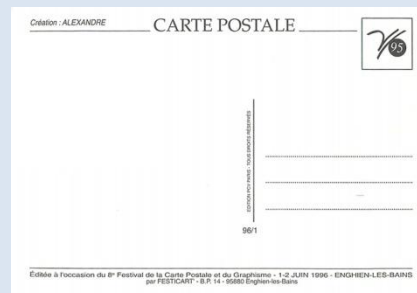 Création : ALEXANDRE
CARTE POSTALE
95
EDITION PCV PARIS - TOUS DROITS RÉSERVÉS
96/1
Éditée à l'occasion du 8e Festival de la Carte Postale et du Graphisme - 1-2 JUIN 1996 - ENGHIEN-LES-BAINS
par FESTICART' - B.P. 14 - 95880 Enghien-les-Bains